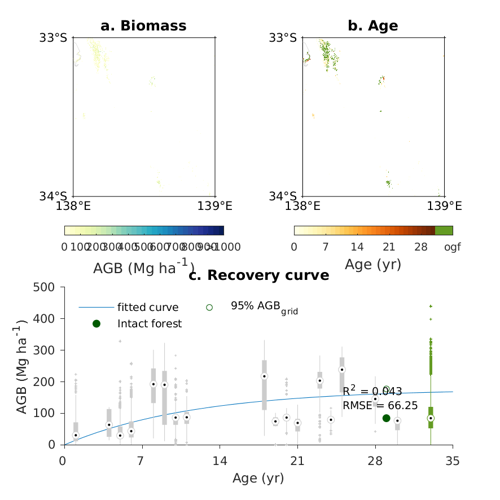 a. Biomass
b. Age
33°S
34°S
138°E
139°E
33°S
34°S
138°E
139°E
0 100 200 300 400 500 600 700 800 900 >1000
AGB (Mg ha-1)
0 7 14 21 28 ogf
Age (yr)
c. Recovery curve
500
400
300
200
100
0
AGB (Mg ha-1)
fitted curve
95% AGBgrid
Intact forest
R2 = 0.043
RMSE = 66.25
0 7 14 21 28 35
Age (yr)